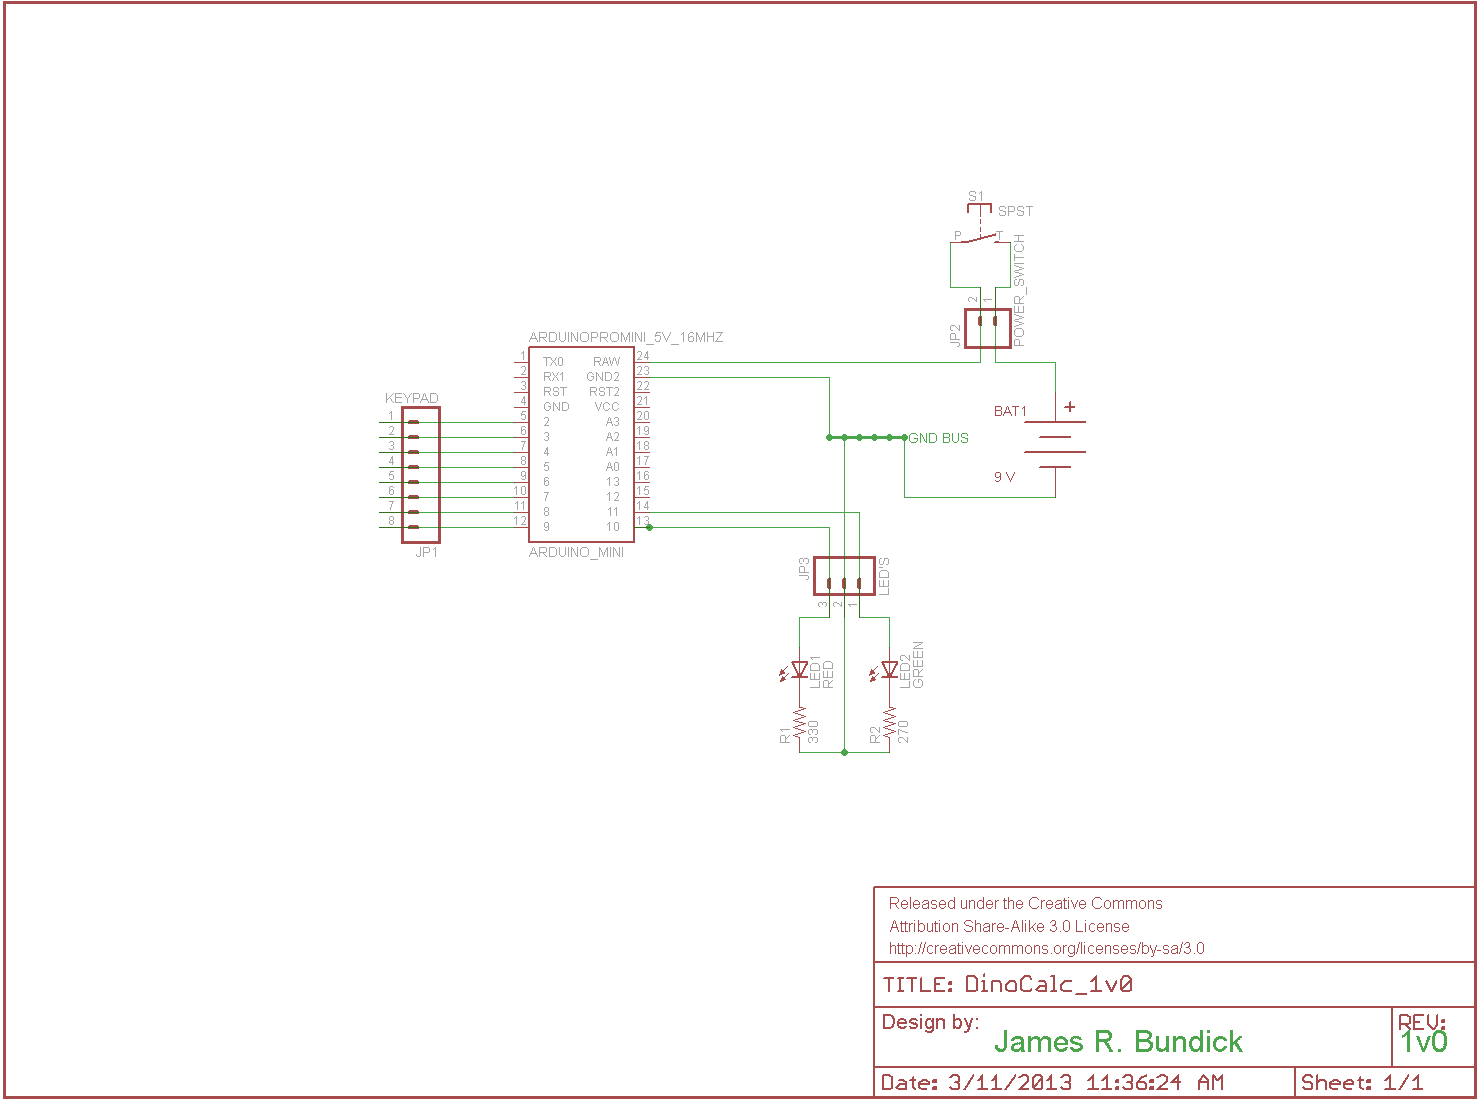 S1
SPST
P
T
POWER_SWITCH
2
1
JP2
ARDUINOPROMINI_5V_16MHZ
1 TX0 RAW 24
2 RX1 GND2 23
3 RST RST2 22
4 GND VCC 21
5 2 A3 20
6 3 A2 19
7 4 A1 18
8 5 A0 17
9 6 13 16
10 7 12 15
11 8 11 14
12 9 10 13
ARDUINO_MINI
KEYPAD
1
2
3
4
5
6
7
8
JP1
BAT1
+
9 V
GND BUS
JP3
LED'S
3
2
1
LED1
RED
LED2
GREEN
R1
330
R2
270
Released under the Creative Commons
Attribution Share-Alike 3.0 License
http://creativecommons.org/licenses/by-sa/3.0
TITLE: DinoCalc_1v0
Design by:
James R. Bundick
REV:
1v0
Date: 3/11/2013 11:36:24 AM
Sheet: 1/1